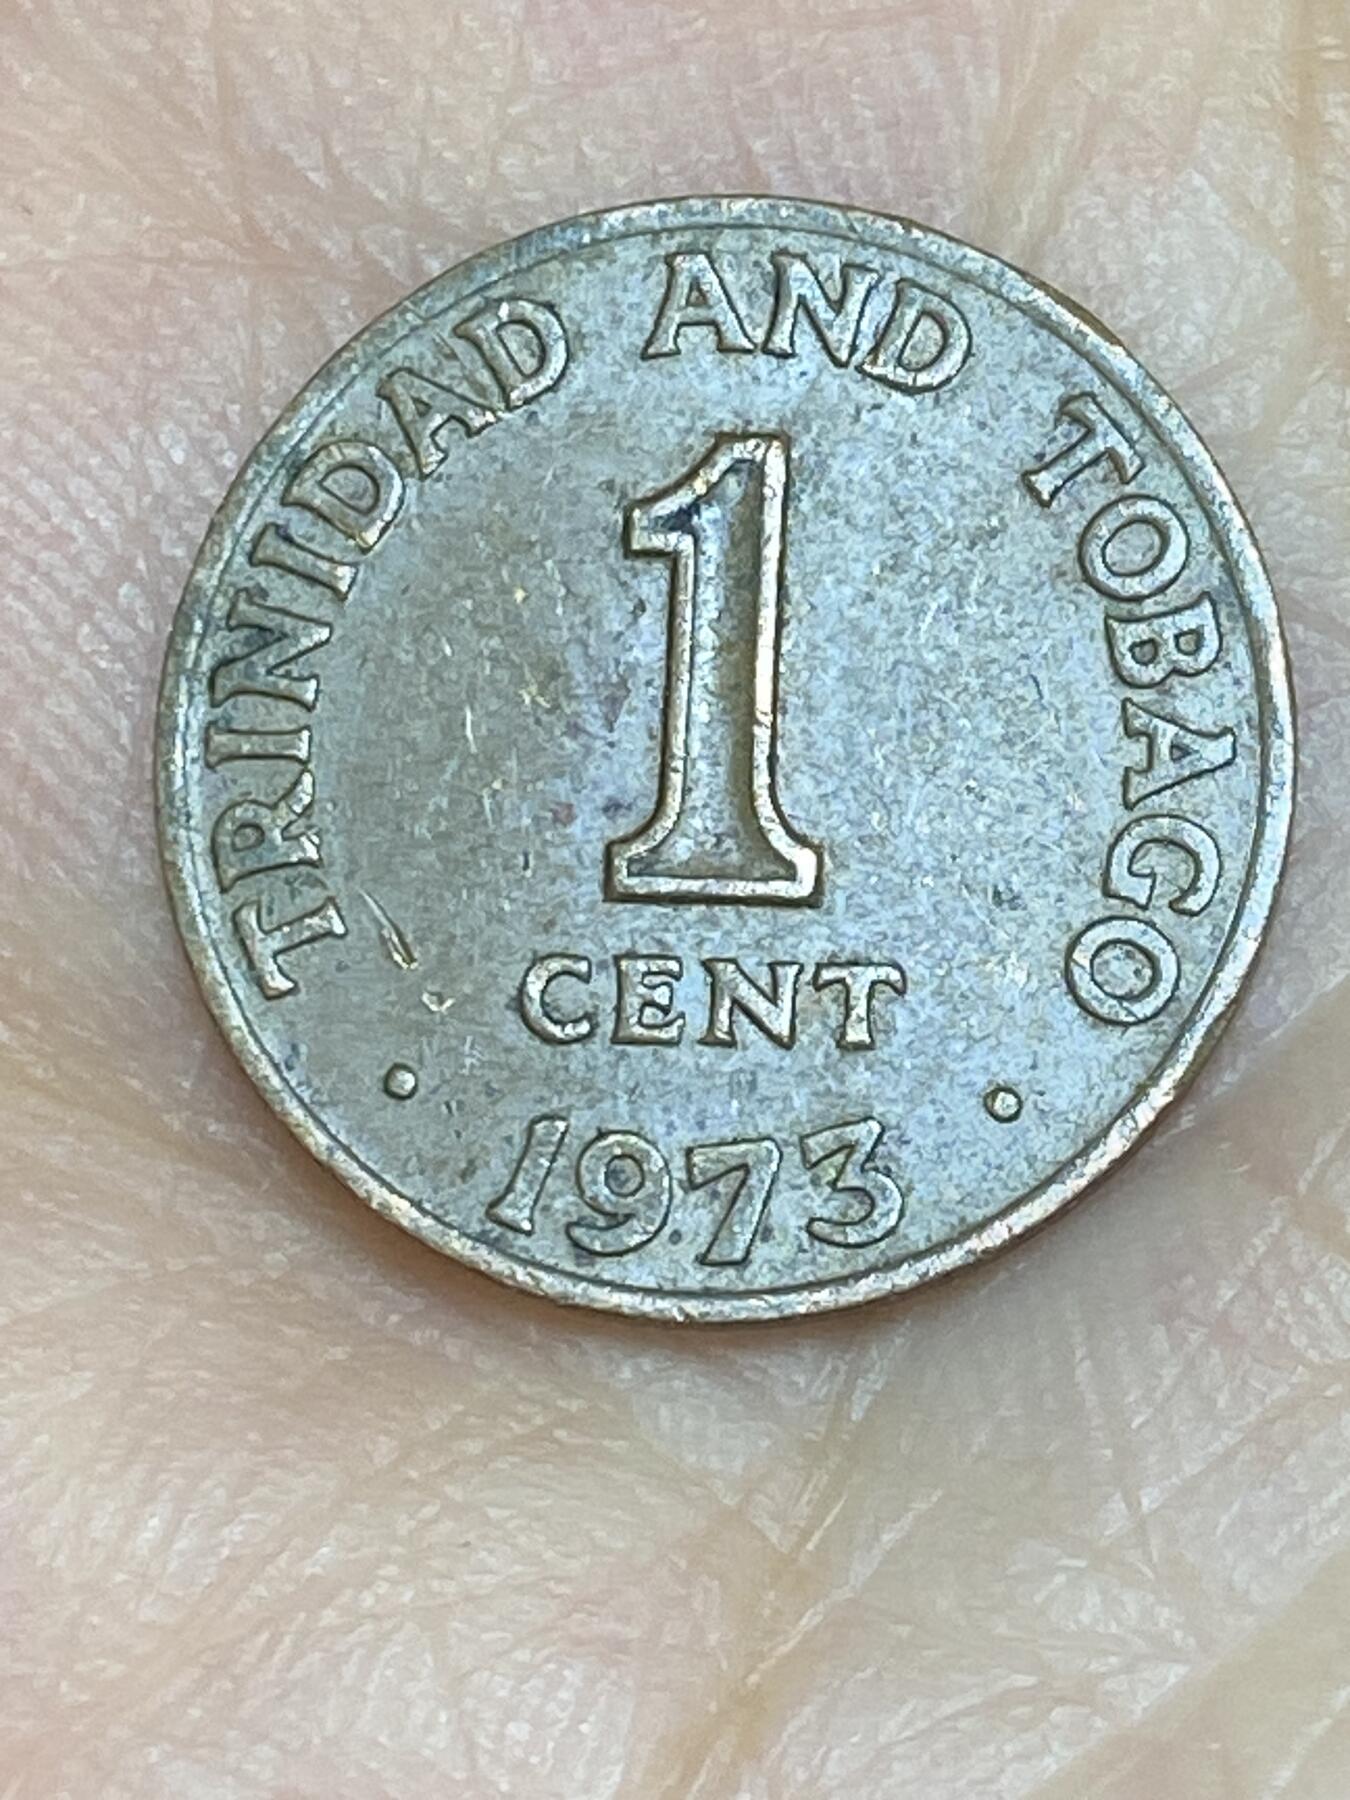 TRINIDAD AND TOBAGO
1
CENT
• 1973 •